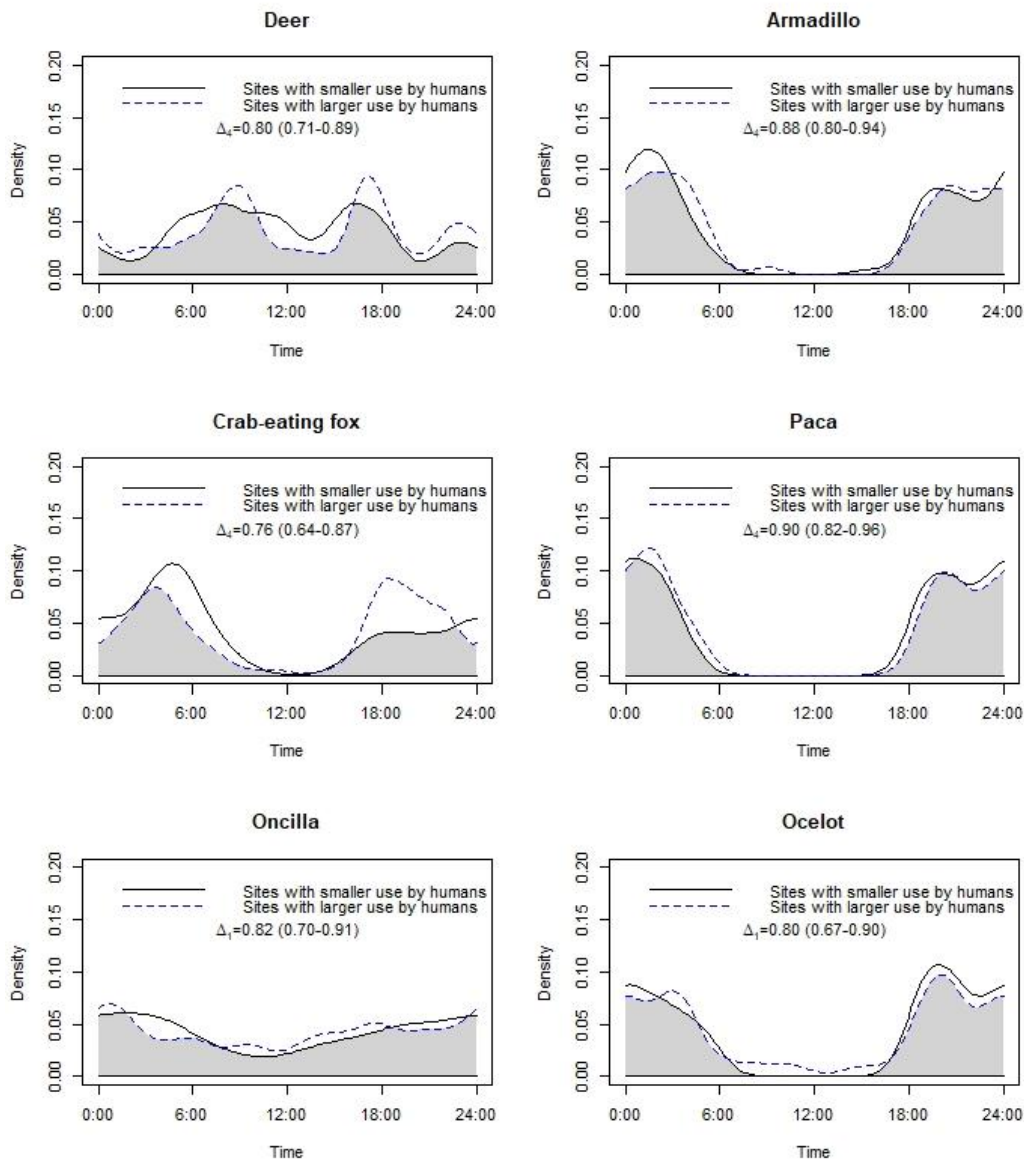 Deer
0.20
0.15
0.10
0.05
0.00
Density
Sites with smaller use by humans
Sites with larger use by humans
Δ4=0.80 (0.71-0.89)
0:00 6:00 12:00 18:00 24:00
Time
Armadillo
0.20
0.15
0.10
0.05
0.00
Density
Sites with smaller use by humans
Sites with larger use by humans
Δ4=0.88 (0.80-0.94)
0:00 6:00 12:00 18:00 24:00
Time
Crab-eating fox
0.20
0.15
0.10
0.05
0.00
Density
Sites with smaller use by humans
Sites with larger use by humans
Δ4=0.76 (0.64-0.87)
0:00 6:00 12:00 18:00 24:00
Time
Paca
0.20
0.15
0.10
0.05
0.00
Density
Sites with smaller use by humans
Sites with larger use by humans
Δ4=0.90 (0.82-0.96)
0:00 6:00 12:00 18:00 24:00
Time
Oncilla
0.20
0.15
0.10
0.05
0.00
Density
Sites with smaller use by humans
Sites with larger use by humans
Δ1=0.82 (0.70-0.91)
0:00 6:00 12:00 18:00 24:00
Time
Ocelot
0.20
0.15
0.10
0.05
0.00
Density
Sites with smaller use by humans
Sites with larger use by humans
Δ1=0.80 (0.67-0.90)
0:00 6:00 12:00 18:00 24:00
Time